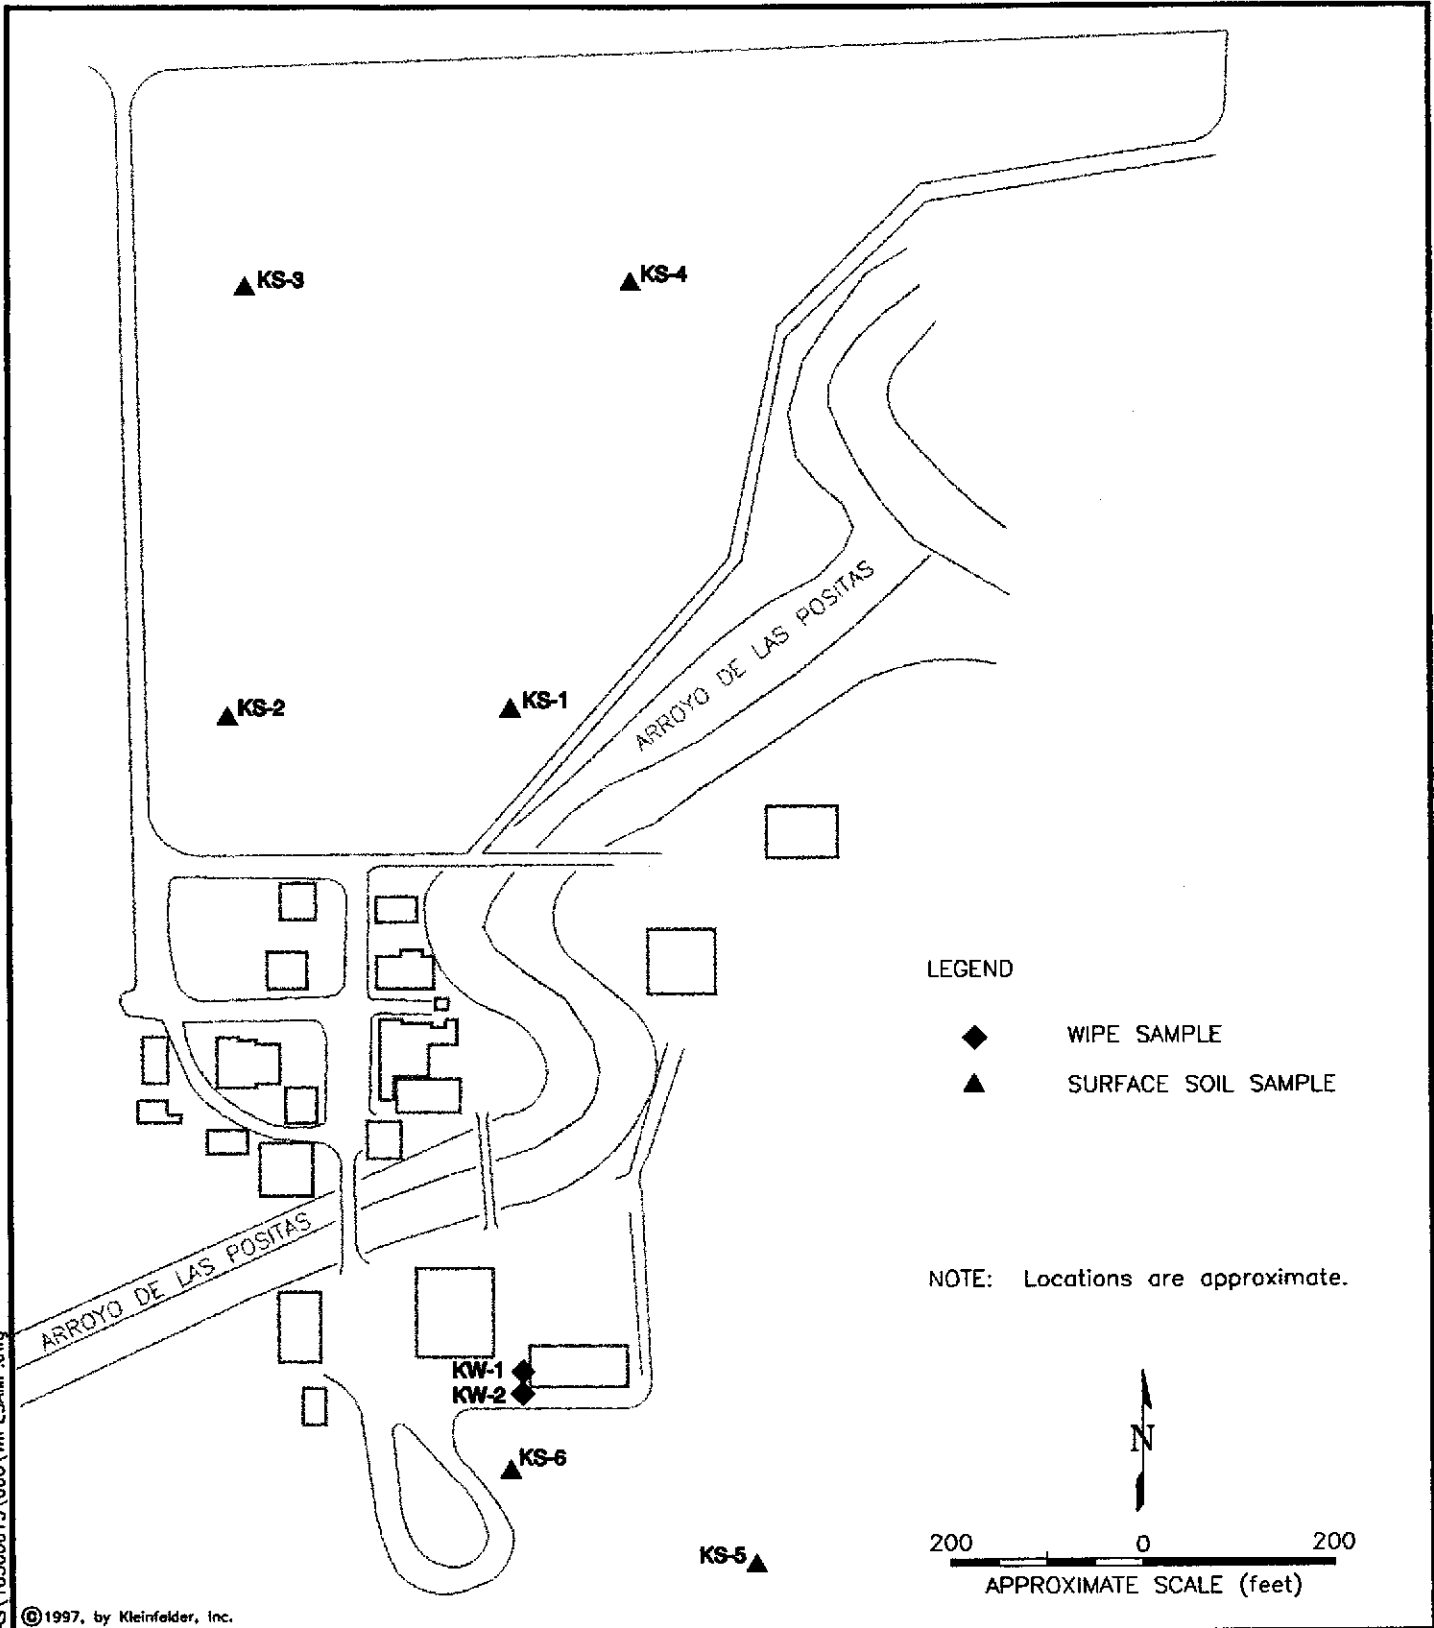 KS-3
KS-4
ARROYO DE LAS POSITAS
KS-2
KS-1
LEGEND
WIPE SAMPLE
SURFACE SOIL SAMPLE
ARROYO DE LAS POSITAS
NOTE: Locations are approximate.
KW-1
KW-2
N
KS-6
KS-5
200 0 200
APPROXIMATE SCALE (feet)
©1997, by Kleinfelder, Inc.